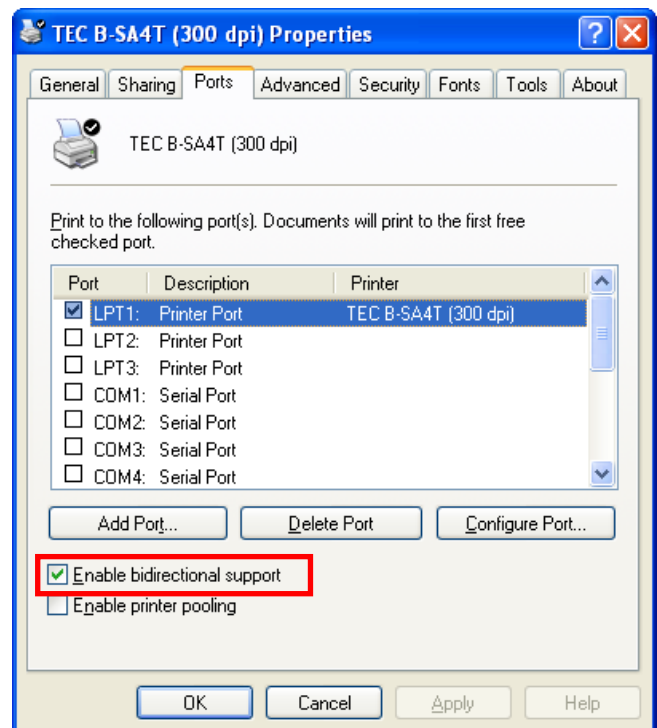 TEC B-SA4T (300 dpi) Properties
General Sharing Ports Advanced Security Fonts Tools About
TEC B-SA4T (300 dpi)
Print to the following port(s). Documents will print to the first free
checked port.
Port Description Printer
LPT1: Printer Port TEC B-SA4T (300 dpi)
LPT2: Printer Port
LPT3: Printer Port
COM1: Serial Port
COM2: Serial Port
COM3: Serial Port
COM4: Serial Port
Add Port... Delete Port Configure Port...
Enable bidirectional support
Enable printer pooling
OK Cancel Apply Help